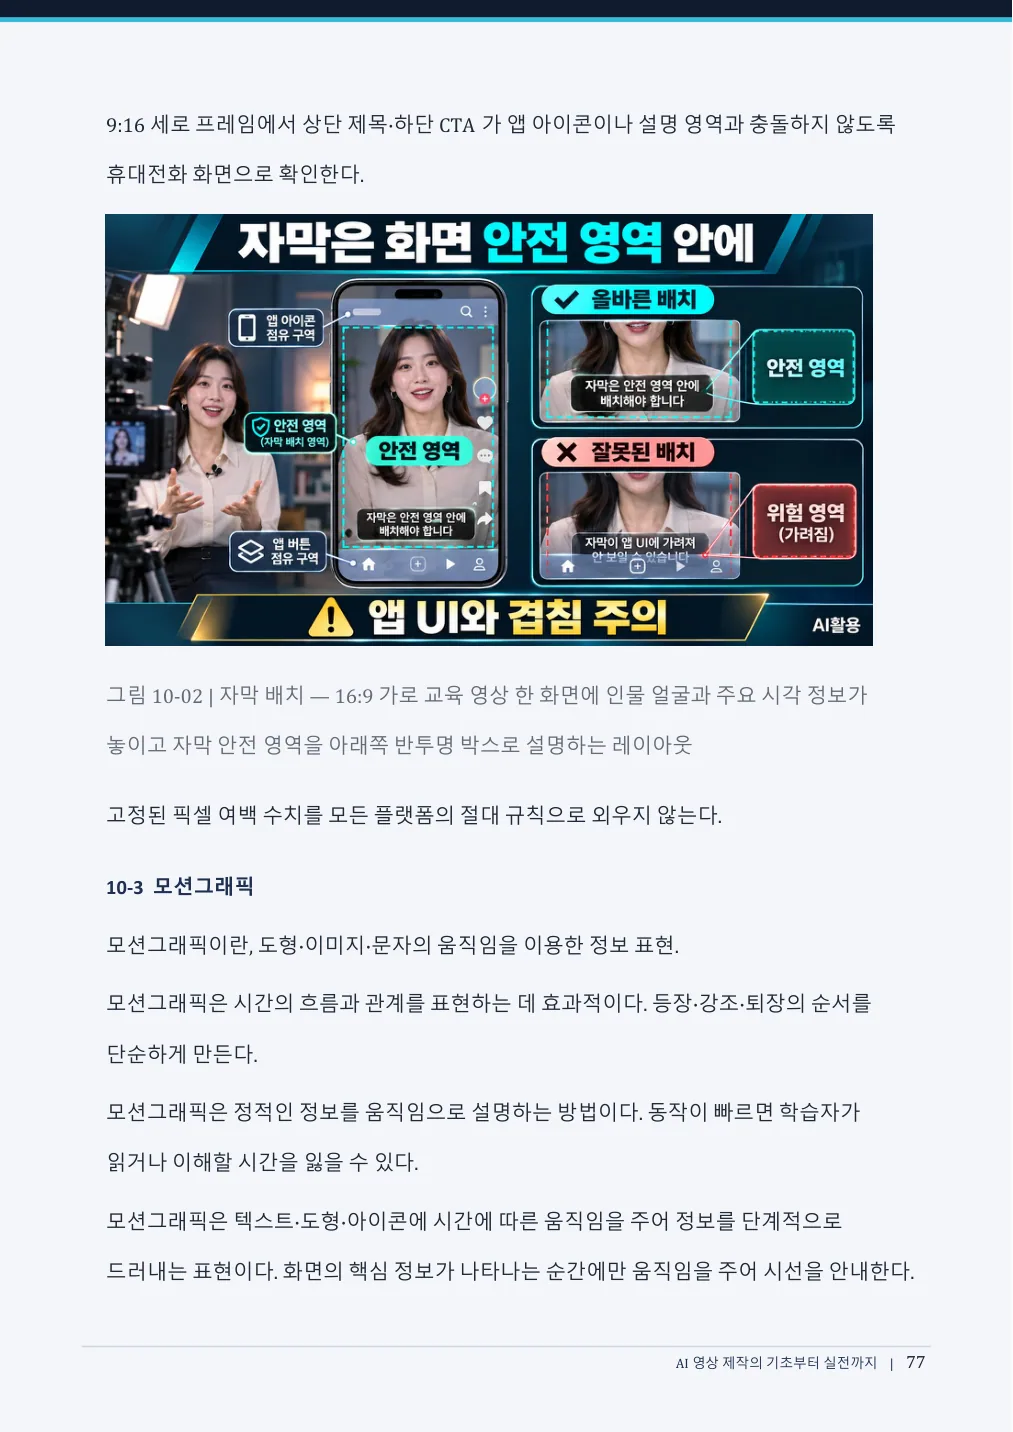 9:16 세로 프레임에서 상단 제목·하단 CTA 가 앱 아이콘이나 설명 영역과 충돌하지 않도록
휴대전화 화면으로 확인한다.
자막은 화면 안전 영역 안에
앱 아이콘
점유 구역
안전 영역
(자막 배치 영역)
앱 버튼
점유 구역
안전 영역
자막은 안전 영역 안에
배치해야 합니다
올바른 배치
자막은 안전 영역 안에
배치해야 합니다
안전 영역
잘못된 배치
자막이 앱 UI에 가려져
안 보일 수 있습니다
위험 영역
(가려짐)
앱 UI와 겹침 주의
AI활용
그림 10-02 | 자막 배치 — 16:9 가로 교육 영상 한 화면에 인물 얼굴과 주요 시각 정보가
놓이고 자막 안전 영역을 아래쪽 반투명 박스로 설명하는 레이아웃
고정된 픽셀 여백 수치를 모든 플랫폼의 절대 규칙으로 외우지 않는다.
10-3 모션그래픽
모션그래픽이란, 도형·이미지·문자의 움직임을 이용한 정보 표현.
모션그래픽은 시간의 흐름과 관계를 표현하는 데 효과적이다. 등장·강조·퇴장의 순서를
단순하게 만든다.
모션그래픽은 정적인 정보를 움직임으로 설명하는 방법이다. 동작이 빠르면 학습자가
읽거나 이해할 시간을 잃을 수 있다.
모션그래픽은 텍스트·도형·아이콘에 시간에 따른 움직임을 주어 정보를 단계적으로
드러내는 표현이다. 화면의 핵심 정보가 나타나는 순간에만 움직임을 주어 시선을 안내한다.
AI 영상 제작의 기초부터 실전까지 | 77